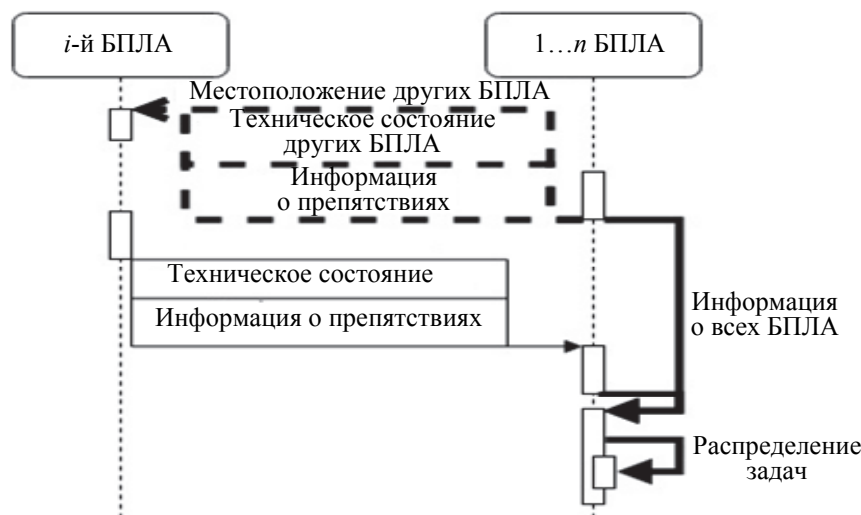 i-й БПЛА
1…n БПЛА
Местоположение других БПЛА
Техническое состояние
других БПЛА
Информация
о препятствиях
Техническое состояние
Информация о препятствиях
Информация
о всех БПЛА
Распределение
задач